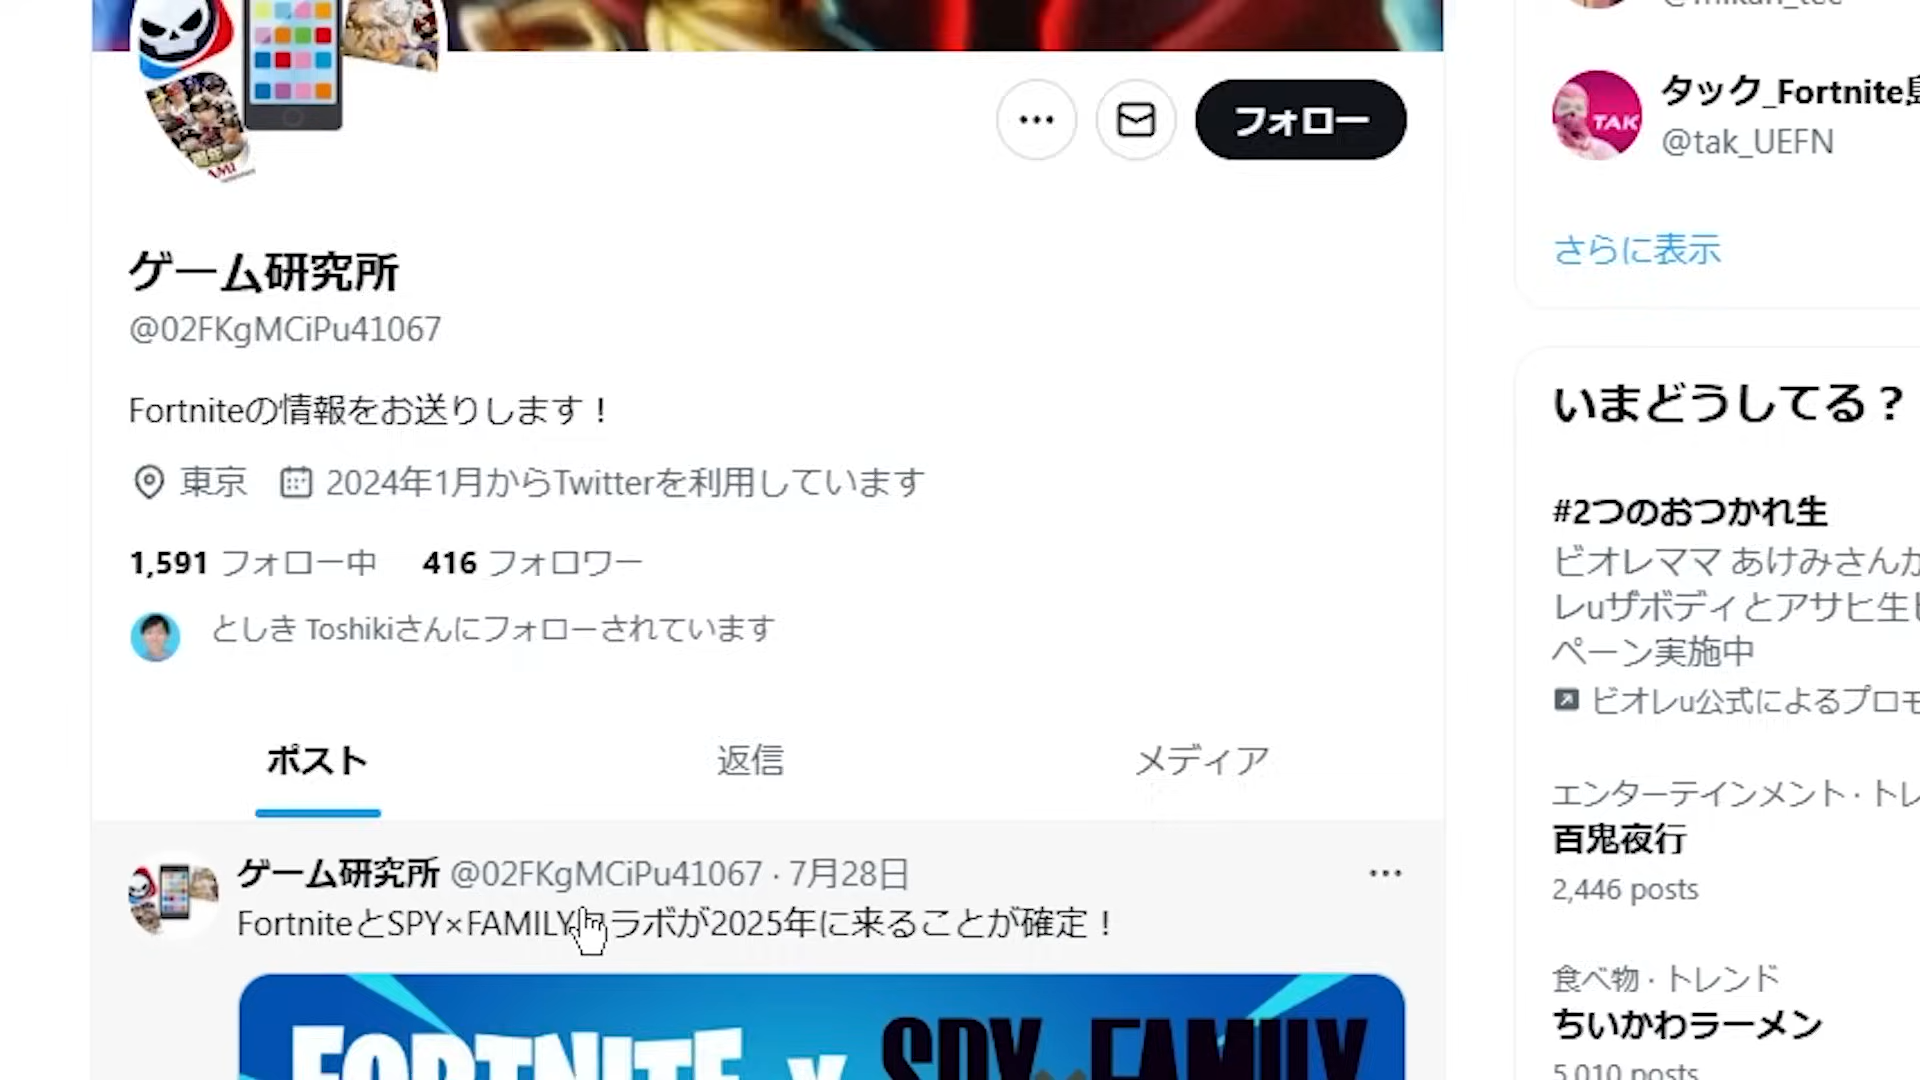 フォロー
ゲーム研究所
@02FKgMCiPu41067
Fortniteの情報をお送りします！
東京 2024年1月からTwitterを利用しています
1,591 フォロー中 416 フォロワー
としき Toshikiさんにフォローされています
ポスト 返信 メディア
ゲーム研究所 @02FKgMCiPu41067 · 7月28日
FortniteとSPY×FAMILY ラボが2025年に来ることが確定！
FORTNITE x SPY×FAMILY
タック_Fortnite
TAK
@tak_UEFN
さらに表示
いまどうしてる？
#2つのおつかれ生
ビオレママ あけみさんが
レuザボディとアサヒ生ビ
ペーン実施中
ビオレu公式によるプロモ
エンターテインメント · トレ
百鬼夜行
2,446 posts
食べ物 · トレンド
ちいかわラーメン
5,010 posts